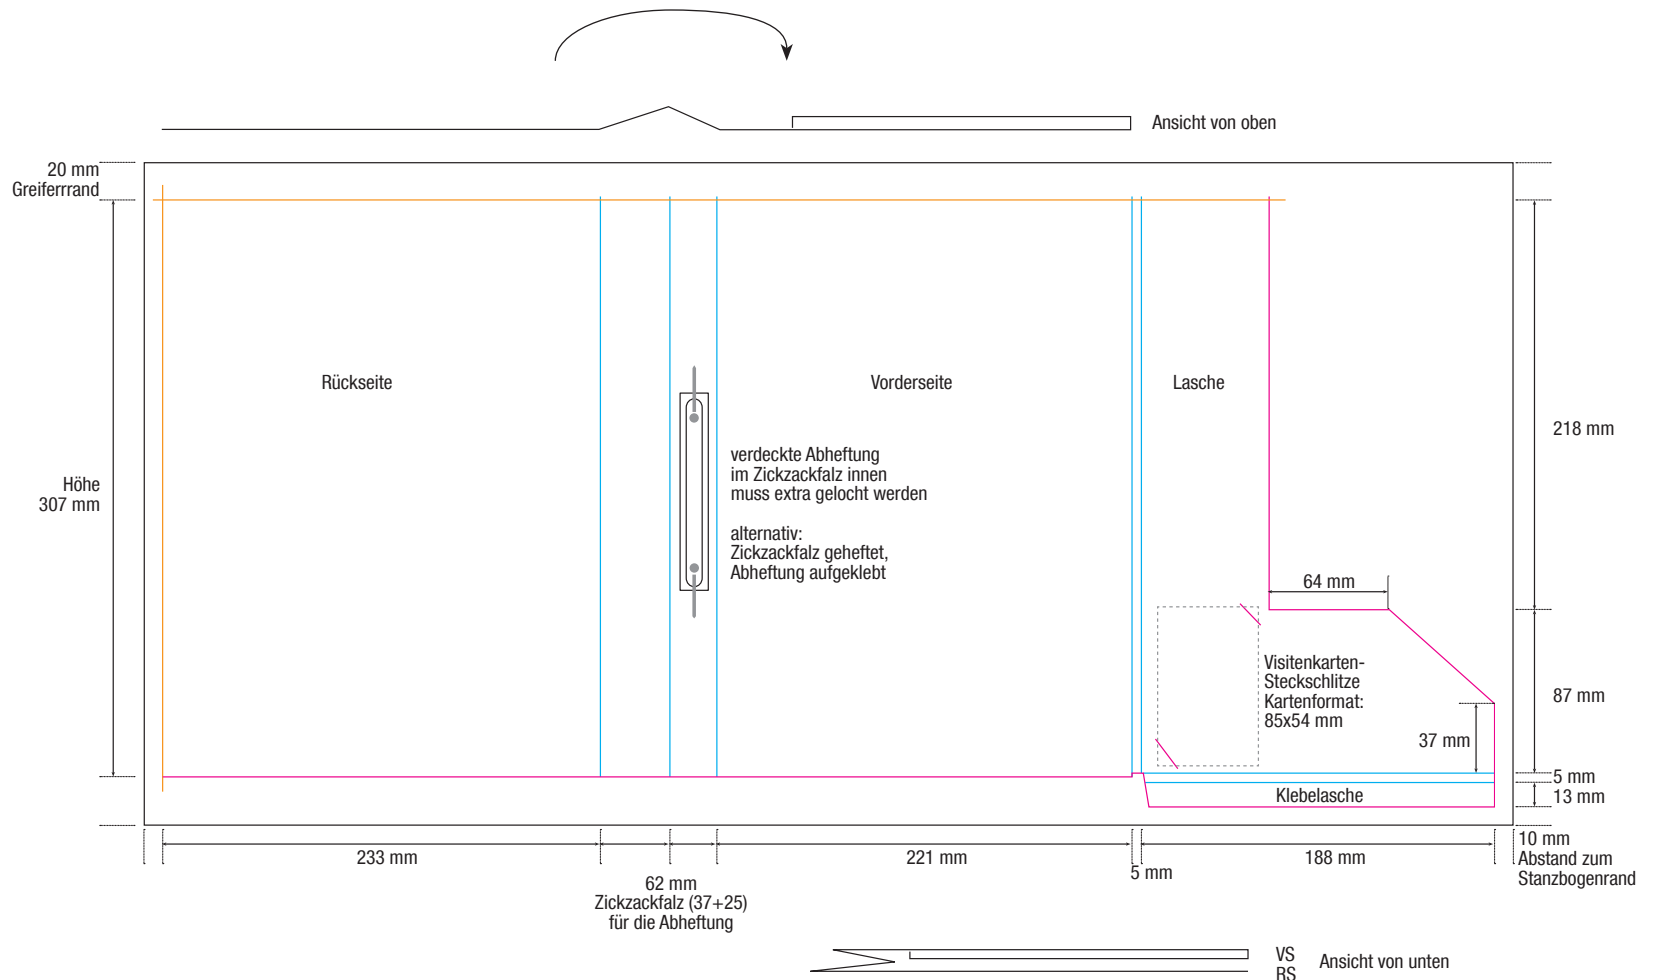 Ansicht von oben
20 mm
Greiferrrand
Rückseite
Vorderseite
Lasche
218 mm
verdeckte Abheftung
im Zickzackfalz innen
muss extra gelocht werden
alternativ:
Zickzackfalz geheftet,
Abheftung aufgeklebt
Höhe
307 mm
64 mm
Visitenkarten-
Steckschlitze
Kartenformat:
85x54 mm
87 mm
37 mm
5 mm
13 mm
Klebelasche
233 mm
221 mm
188 mm
10 mm
Abstand zum
Stanzbogenrand
5 mm
62 mm
Zickzackfalz (37+25)
für die Abheftung
VS
RS
Ansicht von unten